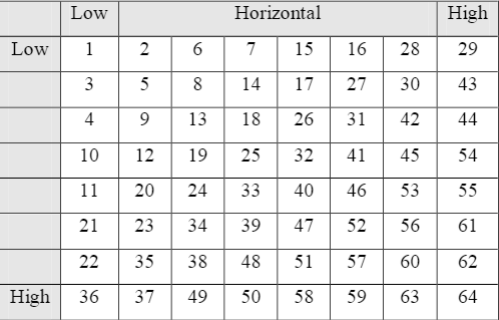 Low Horizontal High
Low 1 2 6 7 15 16 28 29
3 5 8 14 17 27 30 43
4 9 13 18 26 31 42 44
10 12 19 25 32 41 45 54
11 20 24 33 40 46 53 55
21 23 34 39 47 52 56 61
22 35 38 48 51 57 60 62
High 36 37 49 50 58 59 63 64